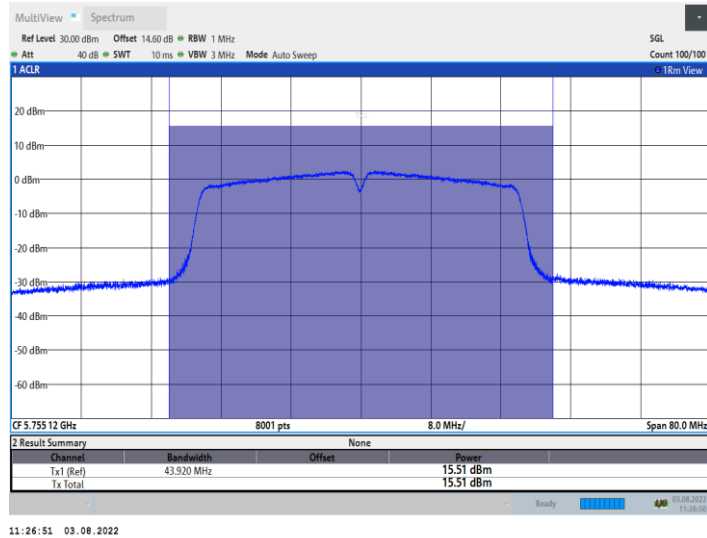 MultiView Spectrum
Ref Level 30.00 dBm Offset 14.60 dB RBW 1 MHz SGL
Att 40 dB SWT 10 ms VBW 3 MHz Mode Auto Sweep Count 100/100
1 ACLR 1Rm View
20 dBm
10 dBm
0 dBm
-10 dBm
-20 dBm
-30 dBm
-40 dBm
-50 dBm
-60 dBm
CF 5.755 12 GHz 8001 pts 8.0 MHz/ Span 80.0 MHz
2 Result Summary None
Channel Bandwidth Offset Power
Tx1 (Ref) 43.920 MHz 15.51 dBm
Tx Total 15.51 dBm
Ready 03.08.2022
11:26:50
11:26:51 03.08.2022